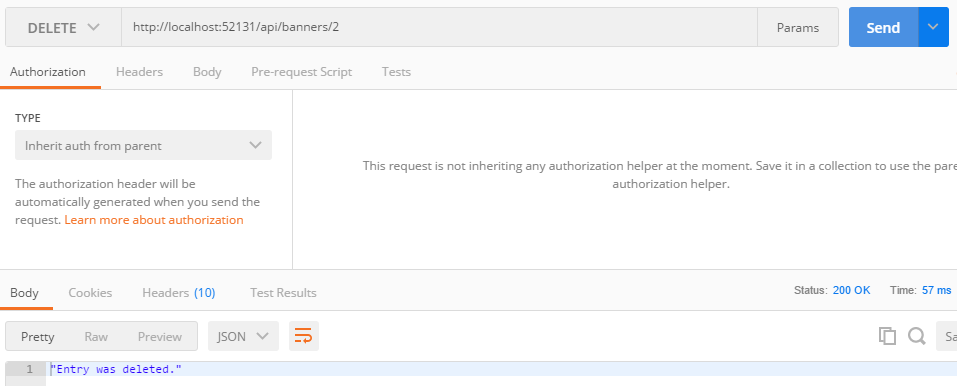 DELETE http://localhost:52131/api/banners/2 Params Send
Authorization Headers Body Pre-request Script Tests
TYPE
Inherit auth from parent
The authorization header will be
automatically generated when you send the
request. Learn more about authorization
This request is not inheriting any authorization helper at the moment. Save it in a collection to use the
authorization helper.
Body Cookies Headers (10) Test Results Status: 200 OK Time: 57 ms
Pretty Raw Preview JSON
1 "Entry was deleted."